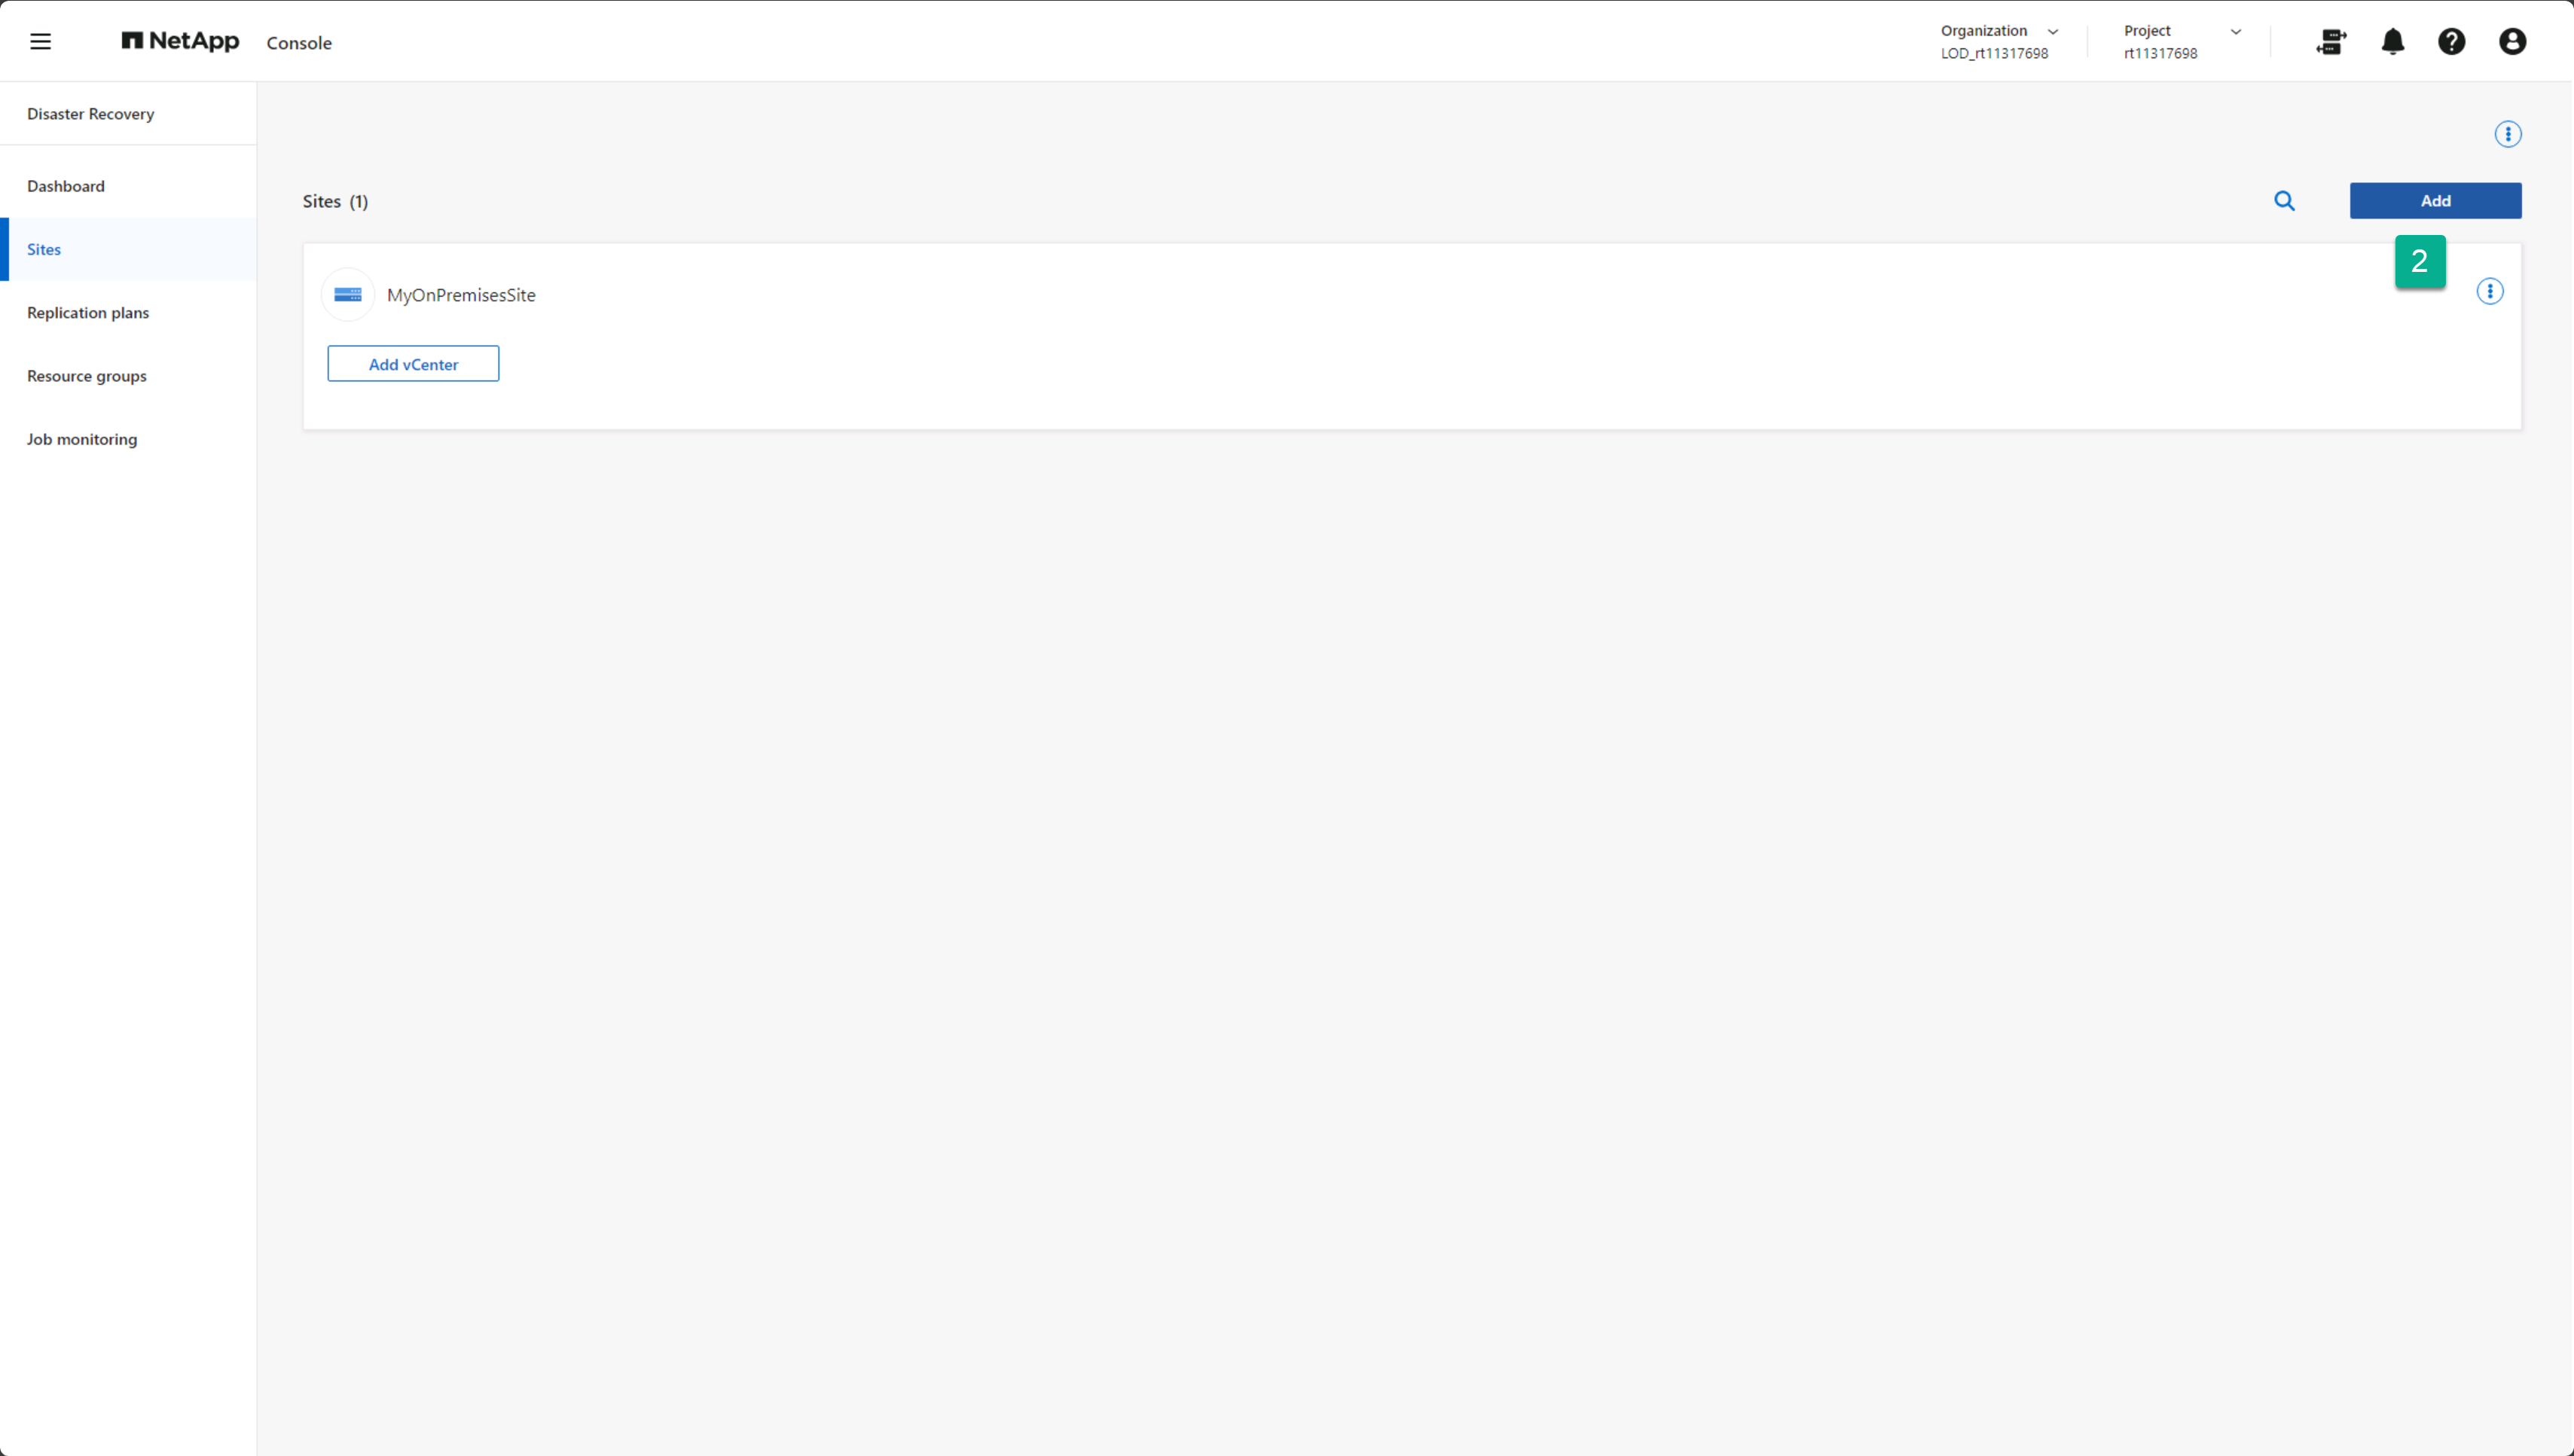 NetApp Console
Organization
LOD_rt11317698
Project
rt11317698
Disaster Recovery
Dashboard
Sites
Replication plans
Resource groups
Job monitoring
Sites (1)
Add
2
MyOnPremisesSite
Add vCenter